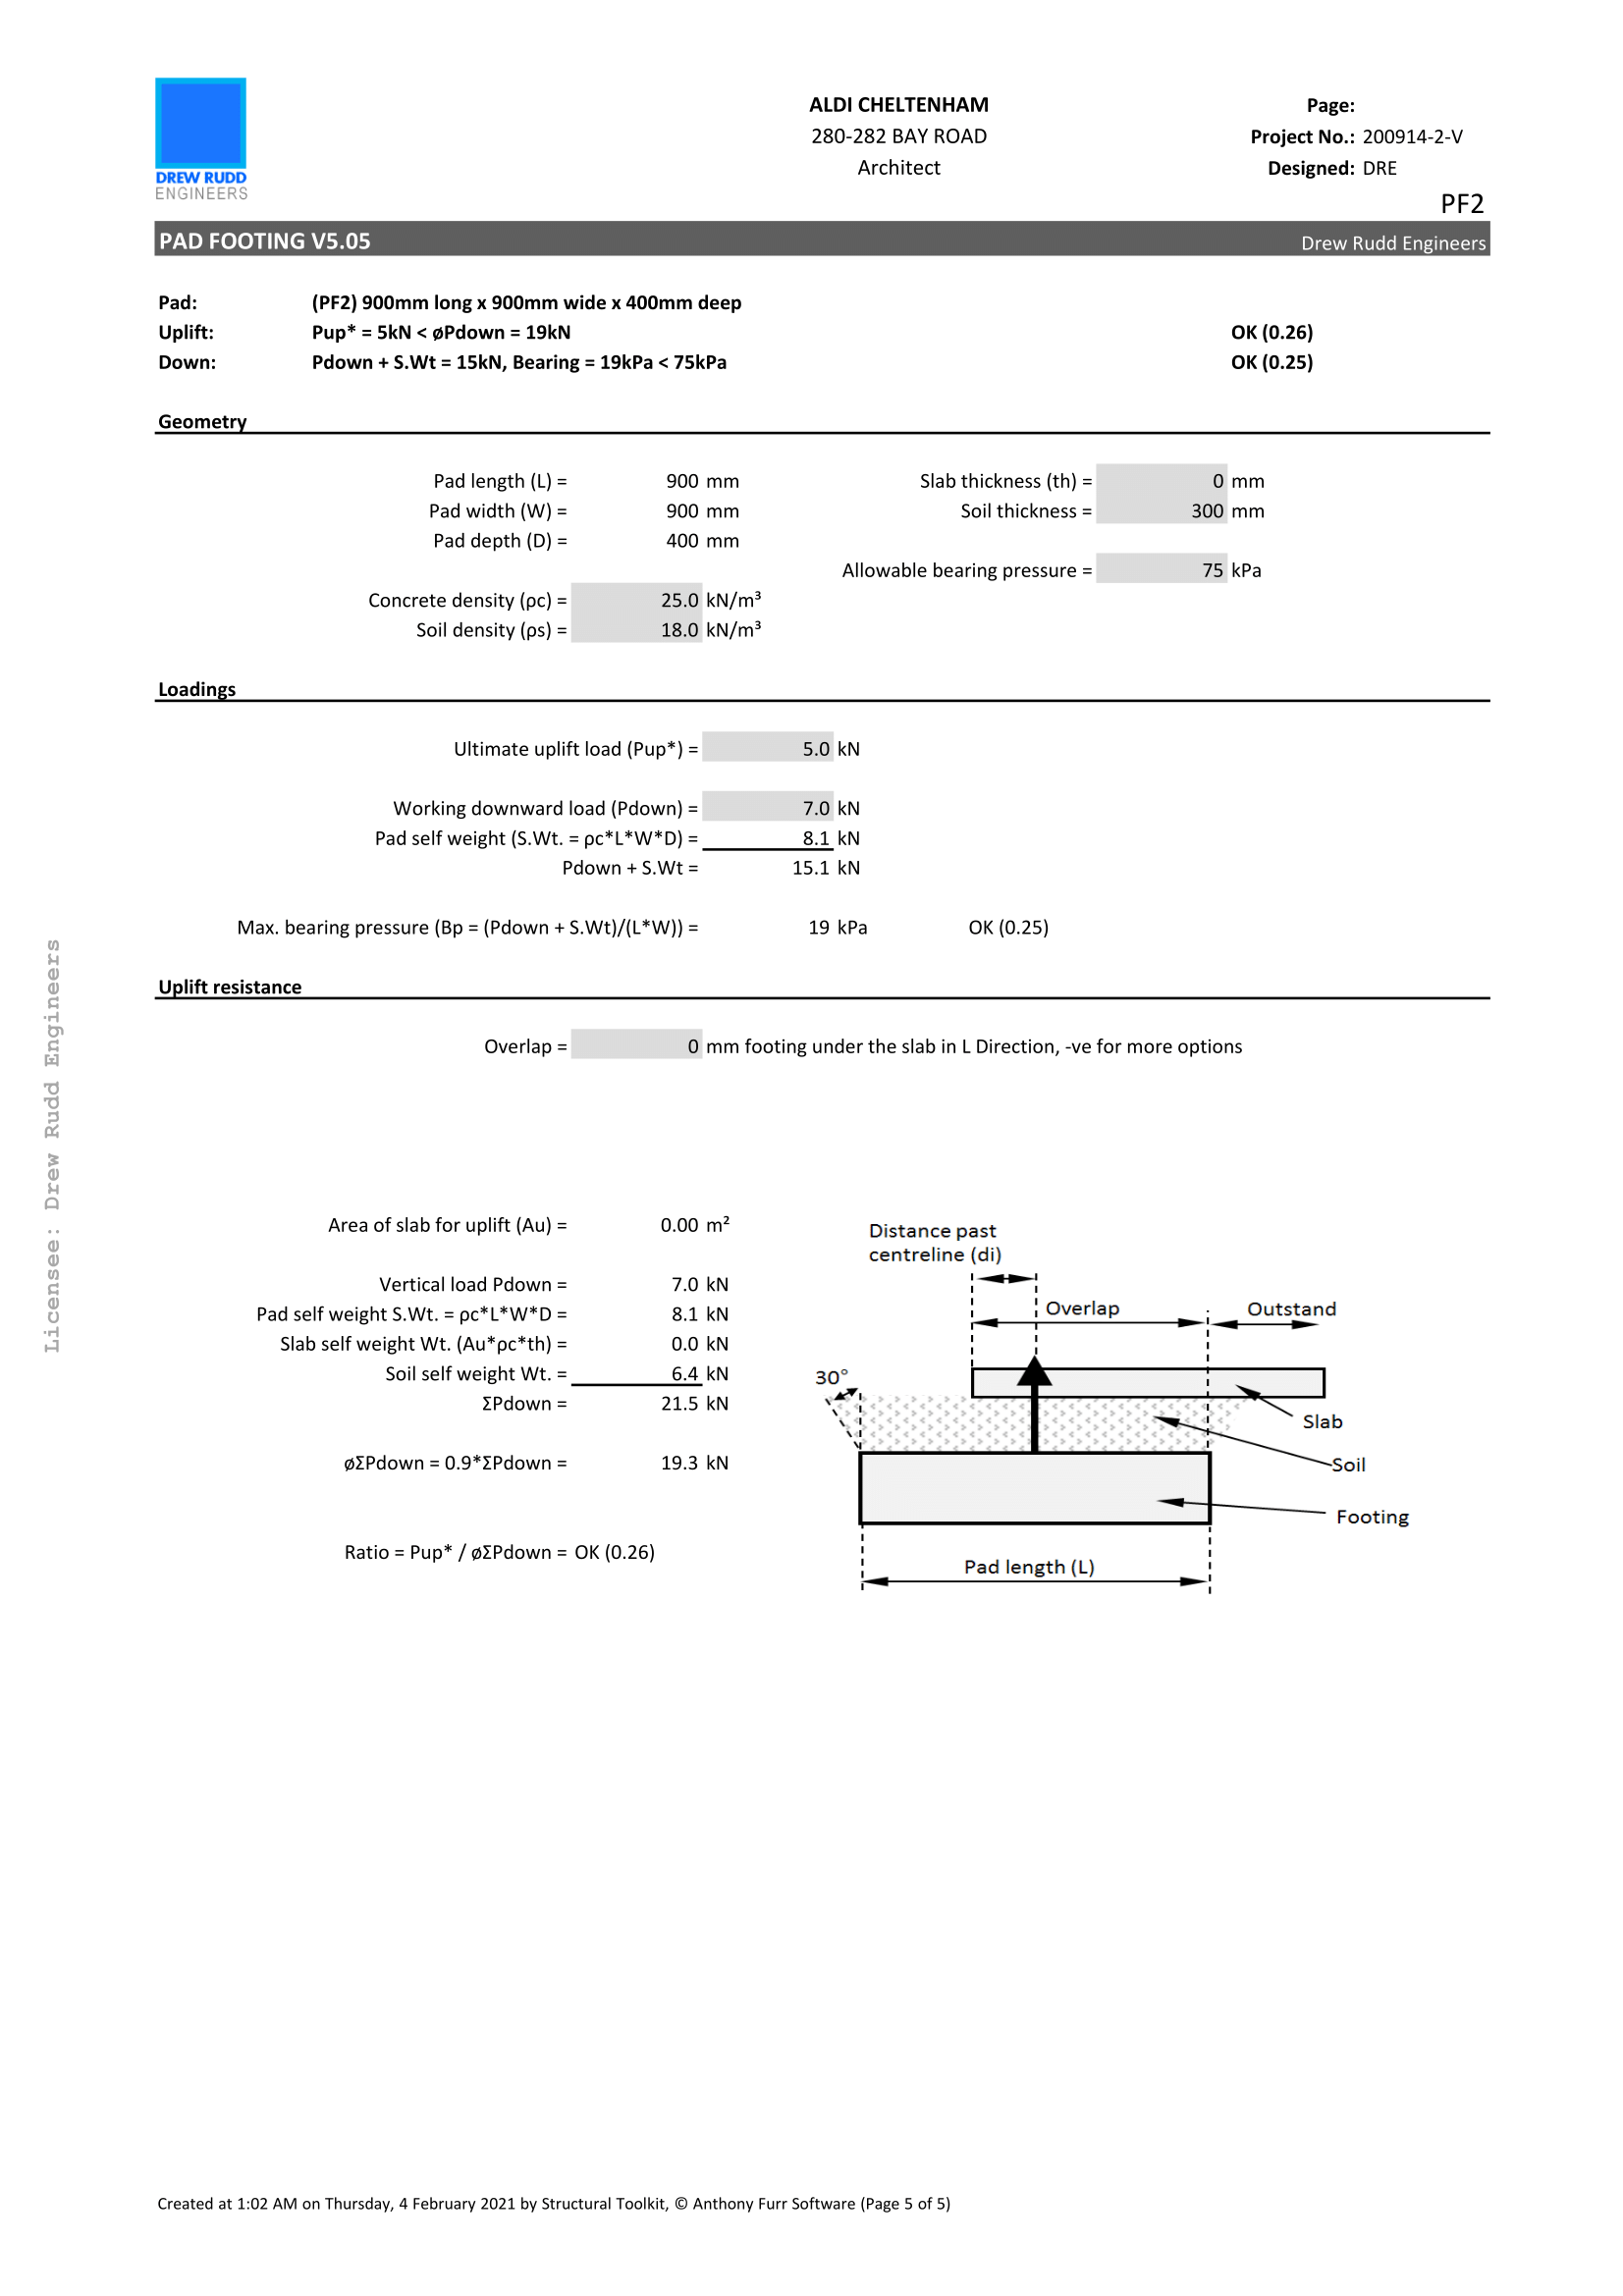 DREW RUDD
ENGINEERS
ALDI CHELTENHAM
280-282 BAY ROAD
Architect
Page:
Project No.: 200914-2-V
Designed: DRE
PF2
PAD FOOTING V5.05 Drew Rudd Engineers
Pad: (PF2) 900mm long x 900mm wide x 400mm deep
Uplift: Pup* = 5kN < øPdown = 19kN OK (0.26)
Down: Pdown + S.Wt = 15kN, Bearing = 19kPa < 75kPa OK (0.25)
Geometry
Pad length (L) = 900 mm Slab thickness (th) = 0 mm
Pad width (W) = 900 mm Soil thickness = 300 mm
Pad depth (D) = 400 mm
Allowable bearing pressure = 75 kPa
Concrete density (ρc) = 25.0 kN/m³
Soil density (ρs) = 18.0 kN/m³
Loadings
Ultimate uplift load (Pup*) = 5.0 kN
Working downward load (Pdown) = 7.0 kN
Pad self weight (S.Wt. = ρc*L*W*D) = 8.1 kN
Pdown + S.Wt = 15.1 kN
Max. bearing pressure (Bp = (Pdown + S.Wt)/(L*W)) = 19 kPa OK (0.25)
Uplift resistance
Overlap = 0 mm footing under the slab in L Direction, -ve for more options
Area of slab for uplift (Au) = 0.00 m²
Vertical load Pdown = 7.0 kN
Pad self weight S.Wt. = ρc*L*W*D = 8.1 kN
Slab self weight Wt. (Au*ρc*th) = 0.0 kN
Soil self weight Wt. = 6.4 kN
ΣPdown = 21.5 kN
øΣPdown = 0.9*ΣPdown = 19.3 kN
Ratio = Pup* / øΣPdown = OK (0.26)
Distance past
centreline (di)
Overlap
Outstand
30°
Slab
Soil
Footing
Pad length (L)
Licensee: Drew Rudd Engineers
Created at 1:02 AM on Thursday, 4 February 2021 by Structural Toolkit, © Anthony Furr Software (Page 5 of 5)